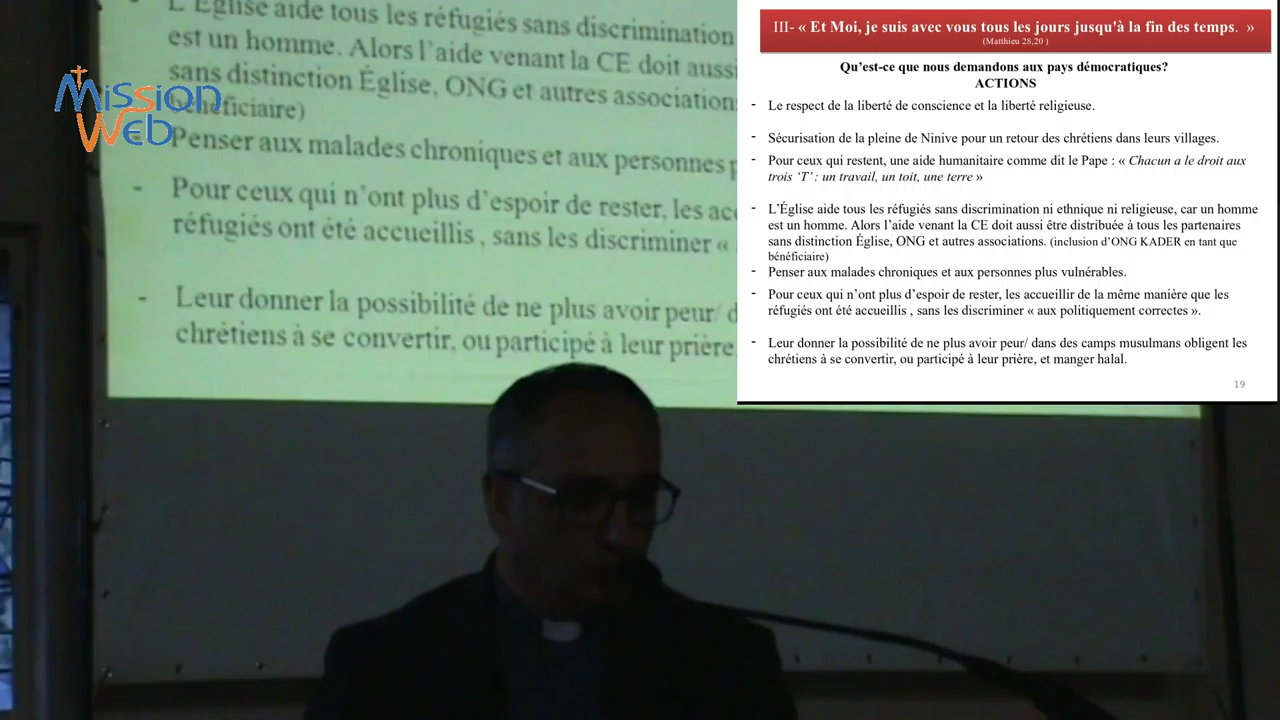 L'Église aide tous les réfugiés sans discrimination
est un homme. Alors l'aide venant la CE doit aussi
sans distinction Église, ONG et autres association
bénéficiaire)
Penser aux malades chroniques et aux personnes p
- Pour ceux qui n'ont plus d'espoir de rester, les acc
réfugiés ont été accueillis , sans les discriminer «
- Leur donner la possibilité de ne plus avoir peur/ d
chrétiens à se convertir, ou participé à leur prière
Mission
Web
III- « Et Moi, je suis avec vous tous les jours jusqu'à la fin des temps. »
(Matthieu 28,20 )
Qu'est-ce que nous demandons aux pays démocratiques?
ACTIONS
- Le respect de la liberté de conscience et la liberté religieuse.
- Sécurisation de la pleine de Ninive pour un retour des chrétiens dans leurs villages.
- Pour ceux qui restent, une aide humanitaire comme dit le Pape : « Chacun a le droit aux
trois 'T' : un travail, un toit, une terre »
- L'Église aide tous les réfugiés sans discrimination ni ethnique ni religieuse, car un homme
est un homme. Alors l'aide venant la CE doit aussi être distribuée à tous les partenaires
sans distinction Église, ONG et autres associations. (inclusion d'ONG KADER en tant que
bénéficiaire)
- Penser aux malades chroniques et aux personnes plus vulnérables.
- Pour ceux qui n'ont plus d'espoir de rester, les accueillir de la même manière que les
réfugiés ont été accueillis , sans les discriminer « aux politiquement correctes ».
- Leur donner la possibilité de ne plus avoir peur/ dans des camps musulmans obligent les
chrétiens à se convertir, ou participé à leur prière, et manger halal.
19